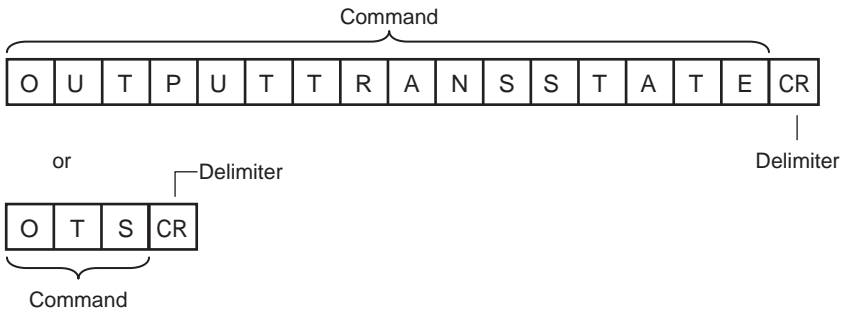 Command
O U T P U T T R A N S S T A T E CR
Delimiter
or
Delimiter
O T S CR
Command